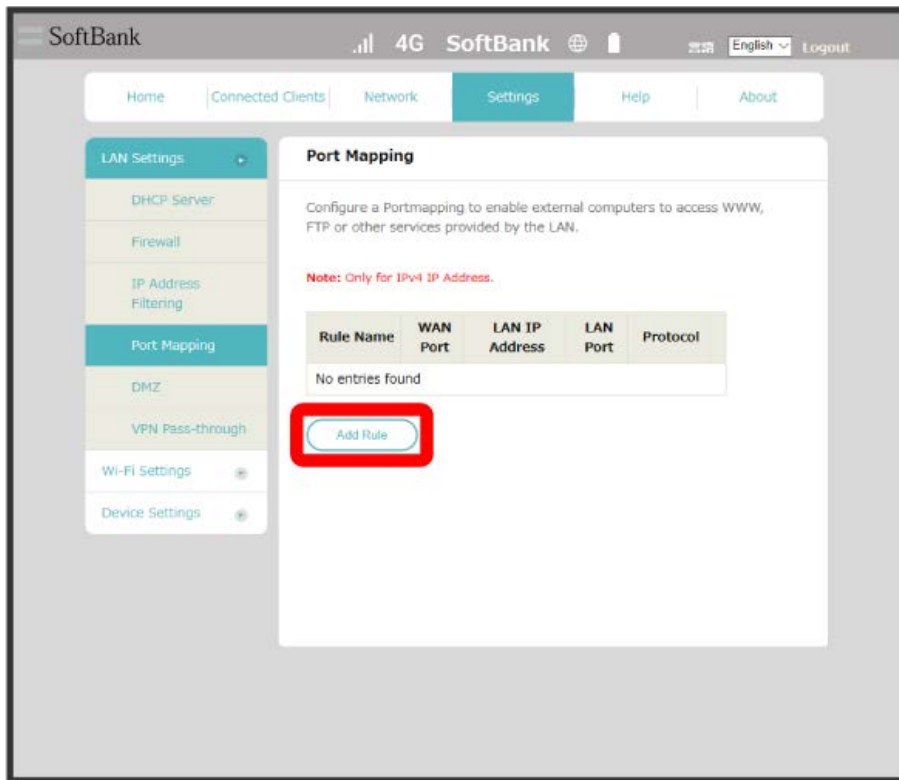 SoftBank
4G SoftBank
言語 English Logout
Home Connected Clients Network Settings Help About
LAN Settings
DHCP Server
Firewall
IP Address
Filtering
Port Mapping
DMZ
VPN Pass-through
Wi-Fi Settings
Device Settings
Port Mapping
Configure a Portmapping to enable external computers to access WWW,
FTP or other services provided by the LAN.
Note: Only for IPv4 IP Address.
Rule Name WAN Port LAN IP Address LAN Port Protocol
No entries found
Add Rule